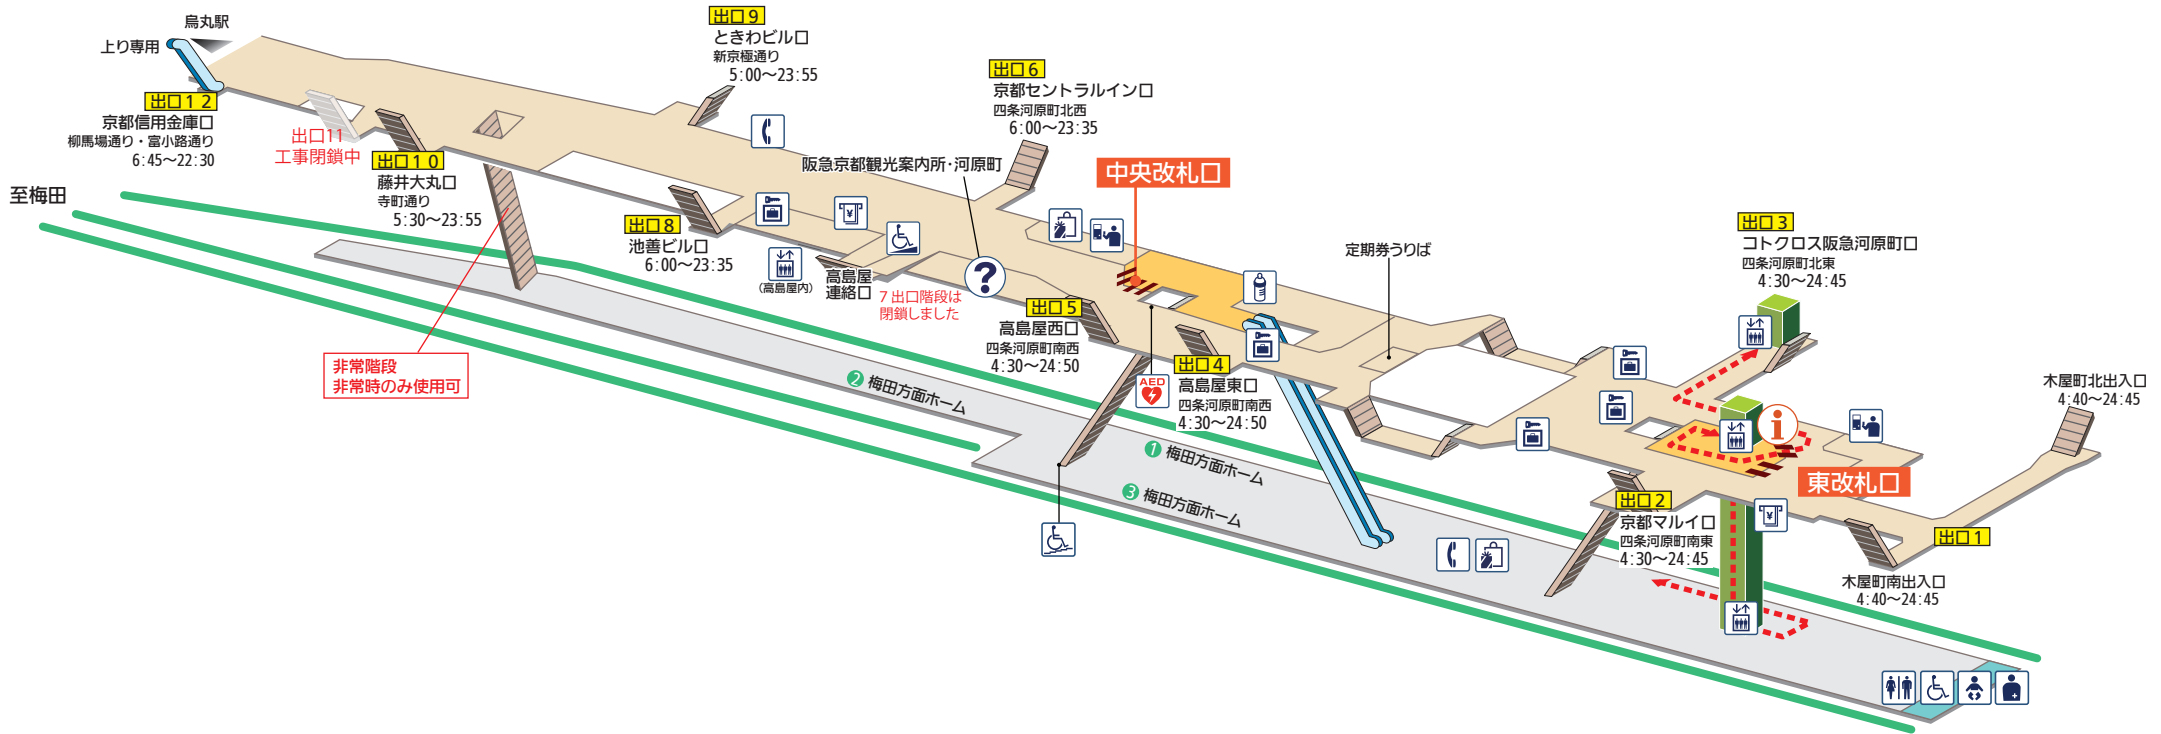 烏丸駅
上り専用
出口12
京都信用金庫口
柳馬場通り・富小路通り
6:45〜22:30
出口11
工事閉鎖中
出口10
藤井大丸口
寺町通り
5:30〜23:55
至梅田
非常階段
非常時のみ使用可
出口9
ときわビル口
新京極通り
5:00〜23:55
出口8
池善ビル口
6:00〜23:35
(高島屋内)
高島屋
連絡口
7出口階段は
閉鎖しました
阪急京都観光案内所・河原町
?
出口6
京都セントラルイン口
四条河原町北西
6:00〜23:35
中央改札口
出口5
高島屋西口
四条河原町南西
4:30〜24:50
AED
出口4
高島屋東口
四条河原町南西
4:30〜24:50
定期券うりば
出口3
コトクロス阪急河原町口
四条河原町北東
4:30〜24:45
i
東改札口
出口2
京都マルイ口
四条河原町南東
4:30〜24:45
木屋町北出入口
4:40〜24:45
出口1
木屋町南出入口
4:40〜24:45
2 梅田方面ホーム
1 梅田方面ホーム
3 梅田方面ホーム
¥
¥